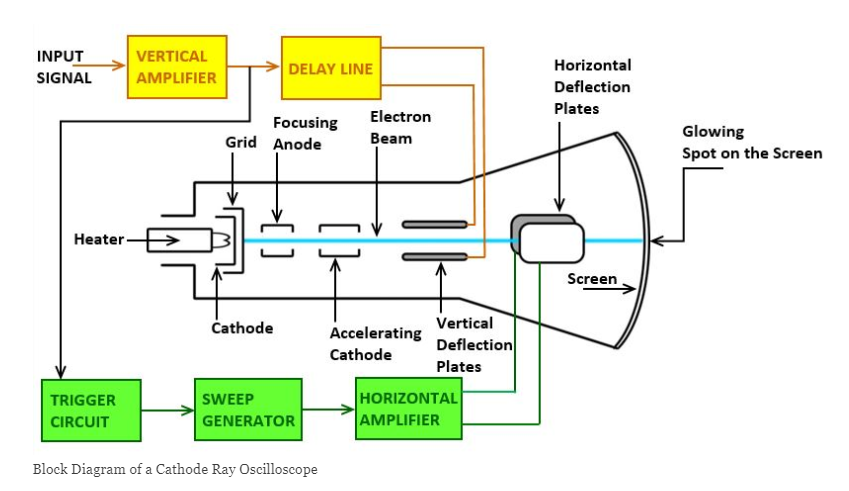 INPUT
SIGNAL
VERTICAL
AMPLIFIER
DELAY LINE
Horizontal
Deflection
Plates
Glowing
Spot on the Screen
Grid
Focusing
Anode
Electron
Beam
Heater
Screen
Cathode
Accelerating
Cathode
Vertical
Deflection
Plates
TRIGGER
CIRCUIT
SWEEP
GENERATOR
HORIZONTAL
AMPLIFIER
Block Diagram of a Cathode Ray Oscilloscope